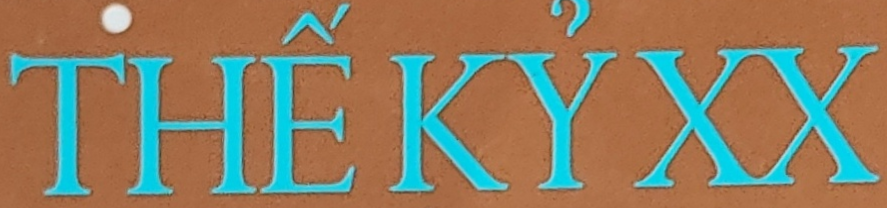 THẾ KỶ XX